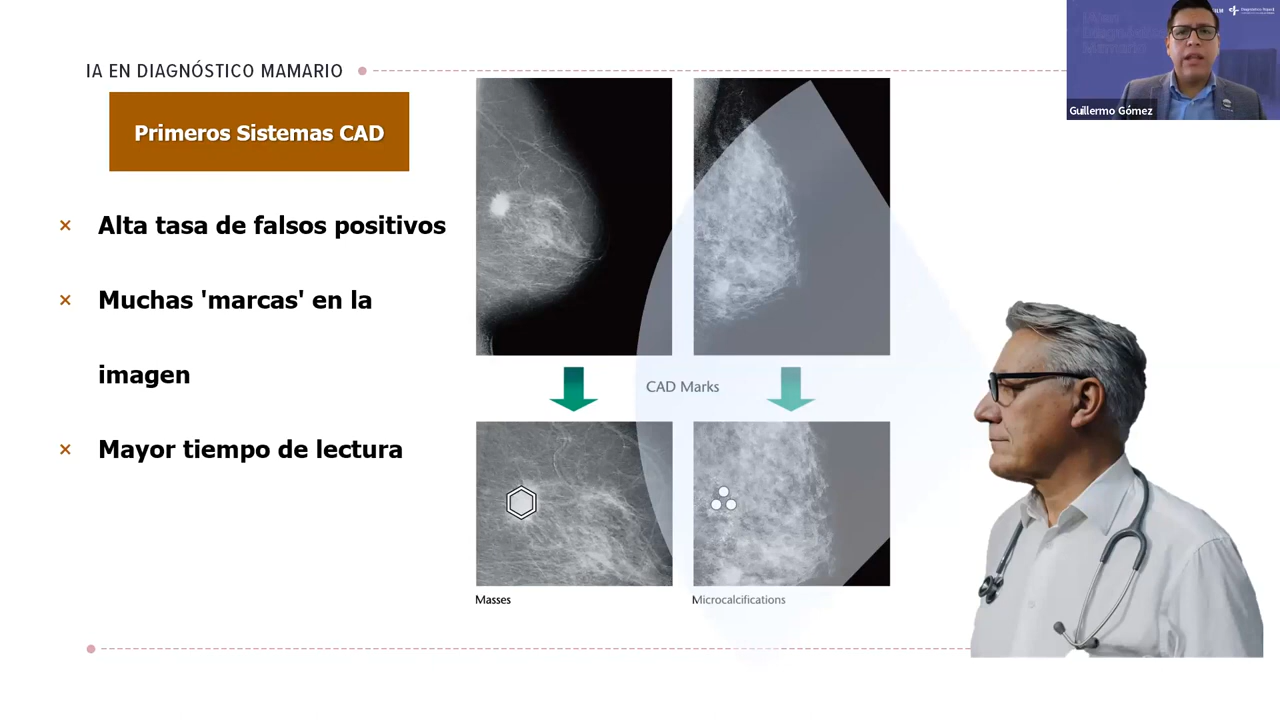 IA EN DIAGNÓSTICO MAMARIO
Primeros Sistemas CAD
× Alta tasa de falsos positivos
× Muchas 'marcas' en la
imagen
× Mayor tiempo de lectura
CAD Marks
Masses
Microcalcifications
Guillermo Gómez